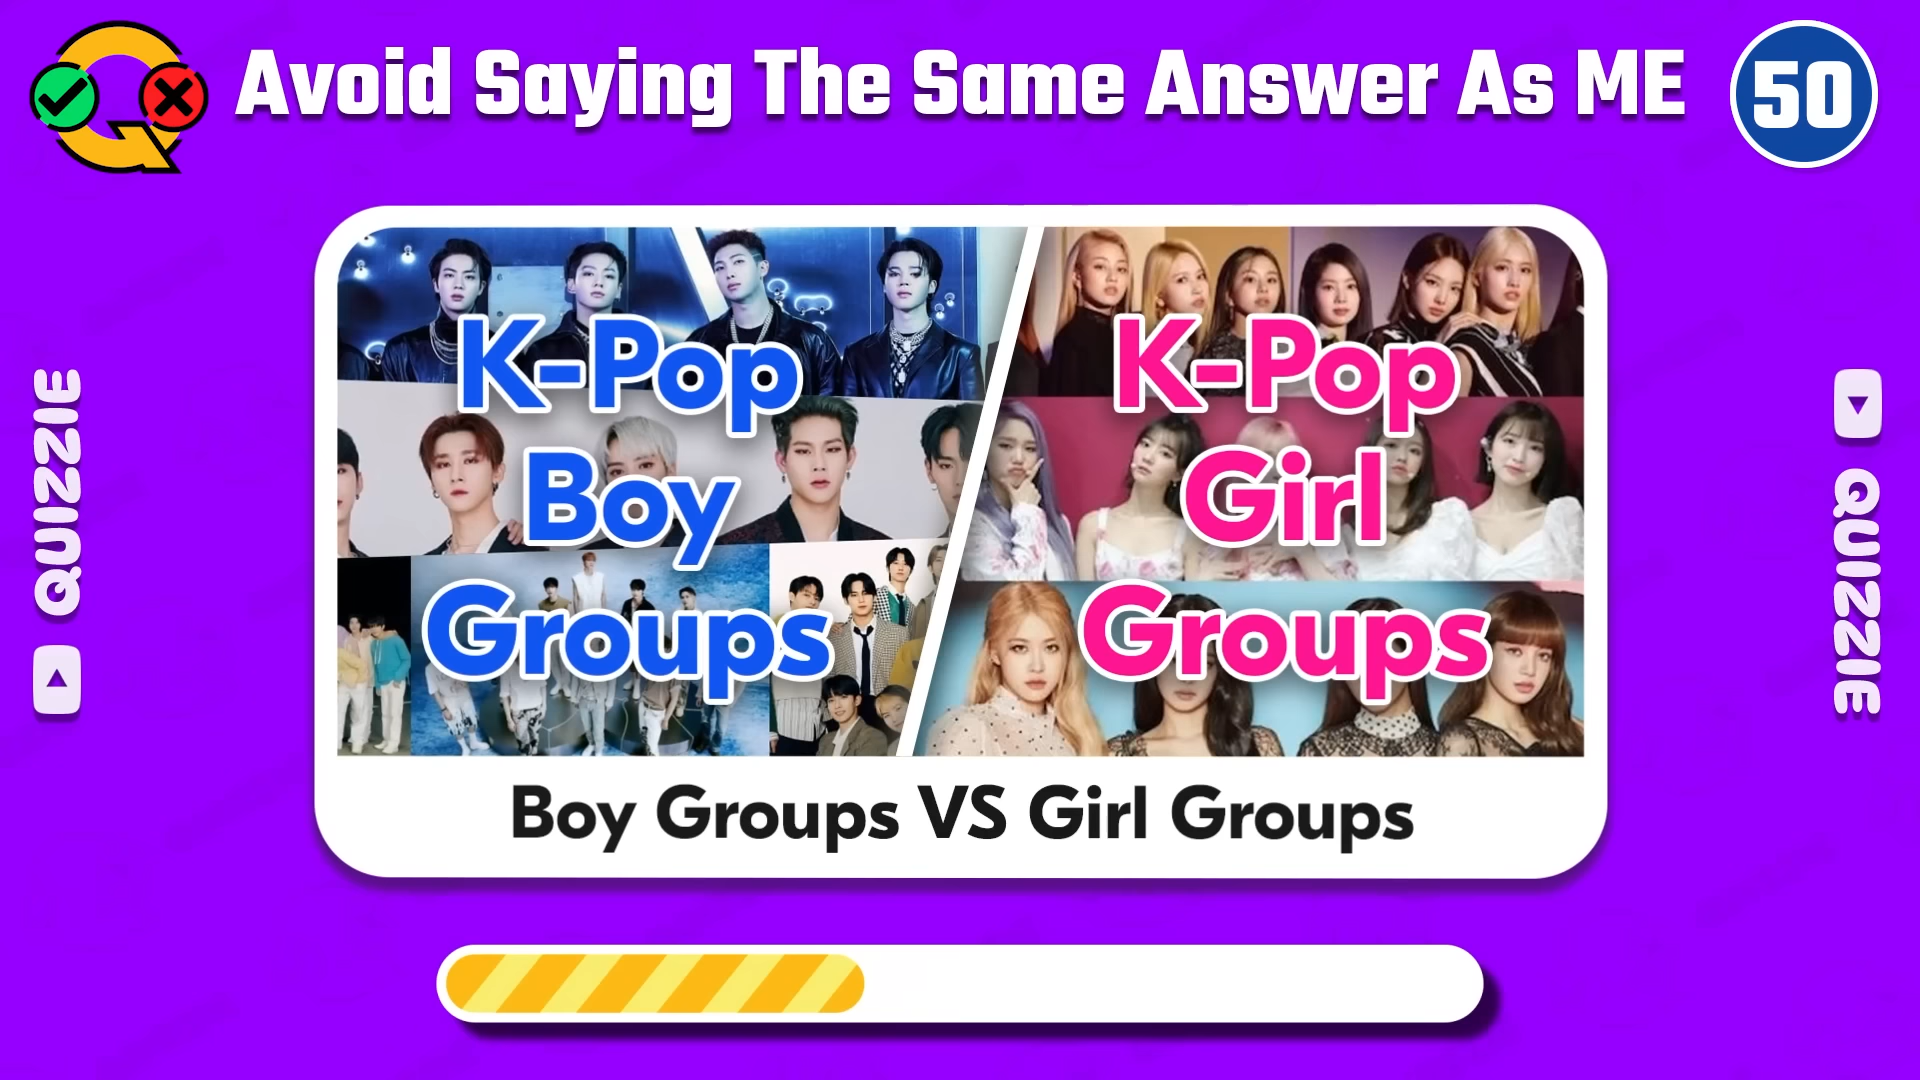 Avoid Saying The Same Answer As ME
50
K-Pop
Boy
Groups
K-Pop
Girl
Groups
Boy Groups VS Girl Groups
QUIZZIE
QUIZZIE